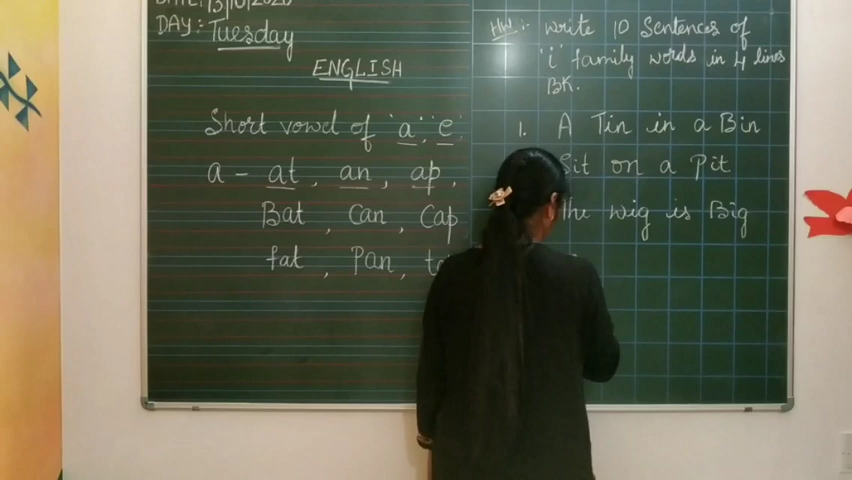 DAY: Tuesday
ENGLISH
Short vowel of 'a', 'e'
a - at, an, ap,
Bat, Can, Cap
fat, Pan,
HW:- write 10 Sentences of
'i' family words in 4 lines
BK.
1. A Tin in a Bin
Sit on a Pit
The wig is Big